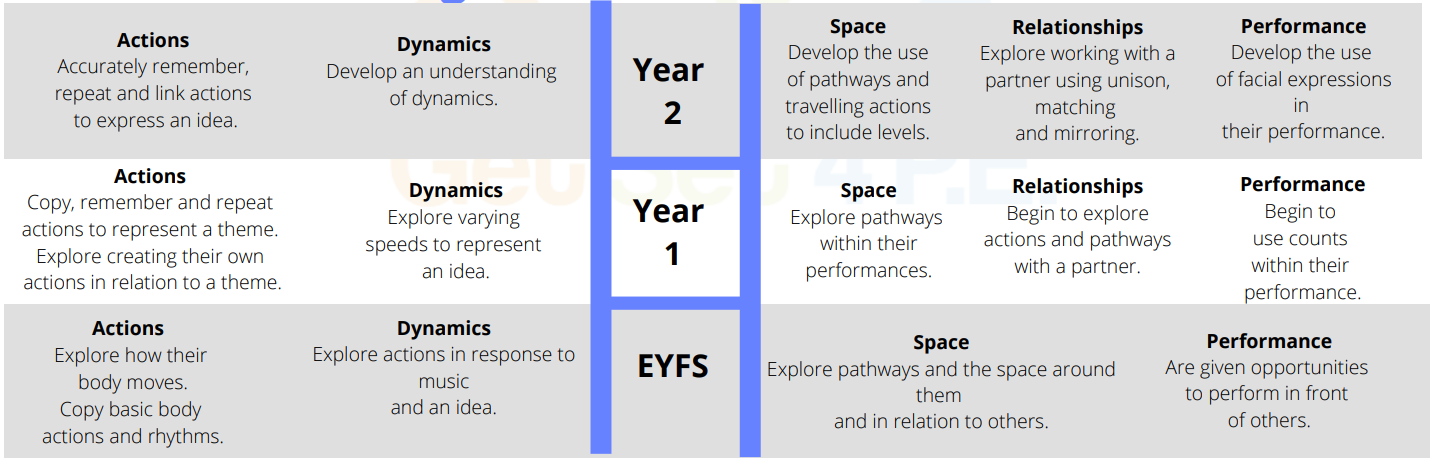 Actions
Accurately remember,
repeat and link actions
to express an idea.
Dynamics
Develop an understanding
of dynamics.
Year
2
Space
Develop the use
of pathways and
travelling actions
to include levels.
Relationships
Explore working with a
partner using unison,
matching
and mirroring.
Performance
Develop the use
of facial expressions
in
their performance.
Actions
Copy, remember and repeat
actions to represent a theme.
Explore creating their own
actions in relation to a theme.
Dynamics
Explore varying
speeds to represent
an idea.
Year
1
Space
Explore pathways
within their
performances.
Relationships
Begin to explore
actions and pathways
with a partner.
Performance
Begin to
use counts
within their
performance.
Actions
Explore how their
body moves.
Copy basic body
actions and rhythms.
Dynamics
Explore actions in response to
music
and an idea.
EYFS
Space
Explore pathways and the space around
them
and in relation to others.
Performance
Are given opportunities
to perform in front
of others.